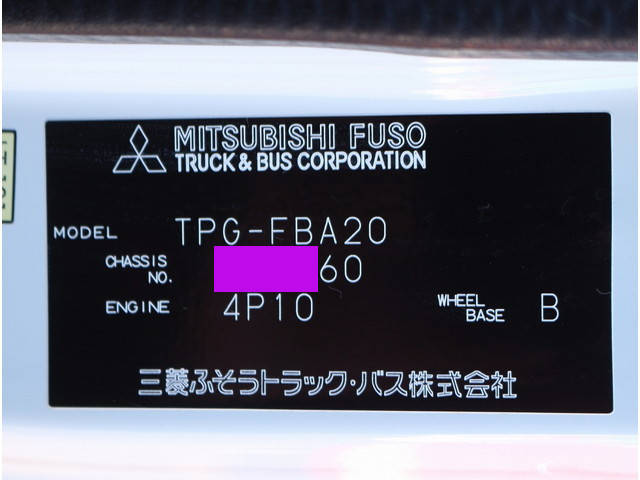 MITSUBISHI FUSO
TRUCK & BUS CORPORATION
MODEL TPG-FBA20
CHASSIS NO. 60
ENGINE 4P10 WHEEL BASE B
三菱ふそうトラック・バス株式会社